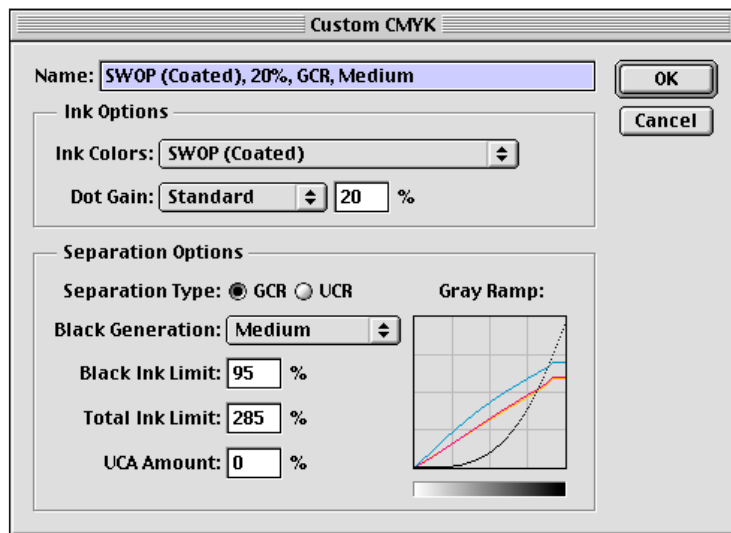 Custom CMYK
Name: SWOP (Coated), 20%, GCR, Medium
OK
Cancel
Ink Options
Ink Colors: SWOP (Coated)
Dot Gain: Standard 20 %
Separation Options
Separation Type: GCR UCR
Gray Ramp:
Black Generation: Medium
Black Ink Limit: 95 %
Total Ink Limit: 285 %
UCA Amount: 0 %